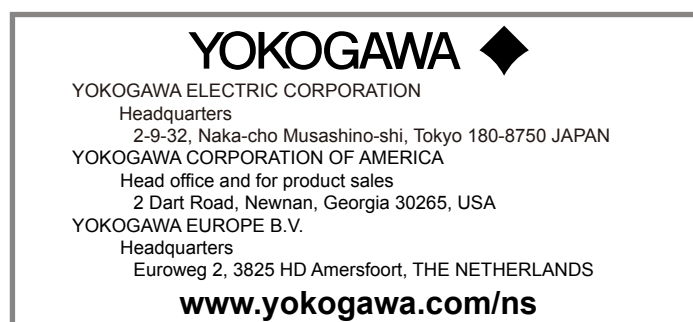 YOKOGAWA
YOKOGAWA ELECTRIC CORPORATION
Headquarters
2-9-32, Naka-cho Musashino-shi, Tokyo 180-8750 JAPAN
YOKOGAWA CORPORATION OF AMERICA
Head office and for product sales
2 Dart Road, Newnan, Georgia 30265, USA
YOKOGAWA EUROPE B.V.
Headquarters
Euroweg 2, 3825 HD Amersfoort, THE NETHERLANDS
www.yokogawa.com/ns